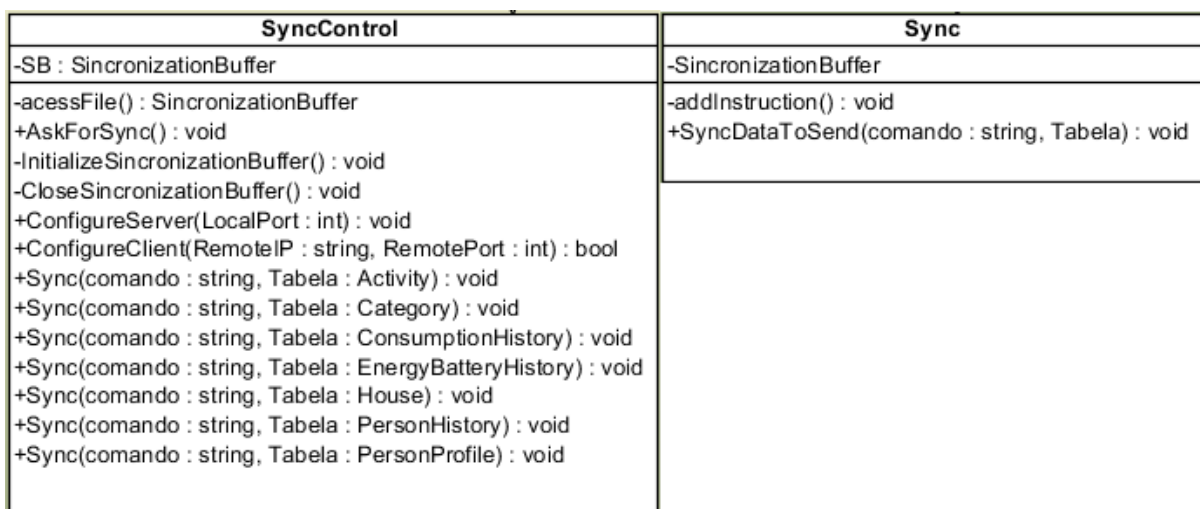 SyncControl
-SB : SincronizationBuffer
-acessFile() : SincronizationBuffer
+AskForSync() : void
-InitializeSincronizationBuffer() : void
-CloseSincronizationBuffer() : void
+ConfigureServer(LocalPort : int) : void
+ConfigureClient(RemoteIP : string, RemotePort : int) : bool
+Sync(comando : string, Tabela : Activity) : void
+Sync(comando : string, Tabela : Category) : void
+Sync(comando : string, Tabela : ConsumptionHistory) : void
+Sync(comando : string, Tabela : EnergyBatteryHistory) : void
+Sync(comando : string, Tabela : House) : void
+Sync(comando : string, Tabela : PersonHistory) : void
+Sync(comando : string, Tabela : PersonProfile) : void
Sync
-SincronizationBuffer
-addInstruction() : void
+SyncDataToSend(comando : string, Tabela) : void